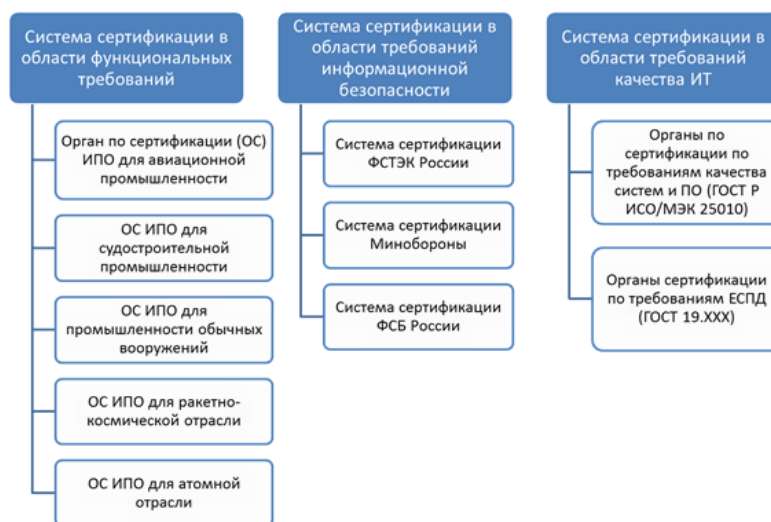 Система сертификации в
области функциональных
требований
Орган по сертификации (ОС)
ИПО для авиационной
промышленности
ОС ИПО для
судостроительной
промышленности
ОС ИПО для
промышленности обычных
вооружений
ОС ИПО для ракетно-
космической отрасли
ОС ИПО для атомной
отрасли
Система сертификации в
области требований
информационной
безопасности
Система сертификации
ФСТЭК России
Система сертификации
Минобороны
Система сертификации
ФСБ России
Система сертификации в
области требований
качества ИТ
Органы по
сертификации по
требованиям качества
систем и ПО (ГОСТ Р
ИСО/МЭК 25010)
Органы сертификации
по требованиям ЕСПД
(ГОСТ 19.XXX)